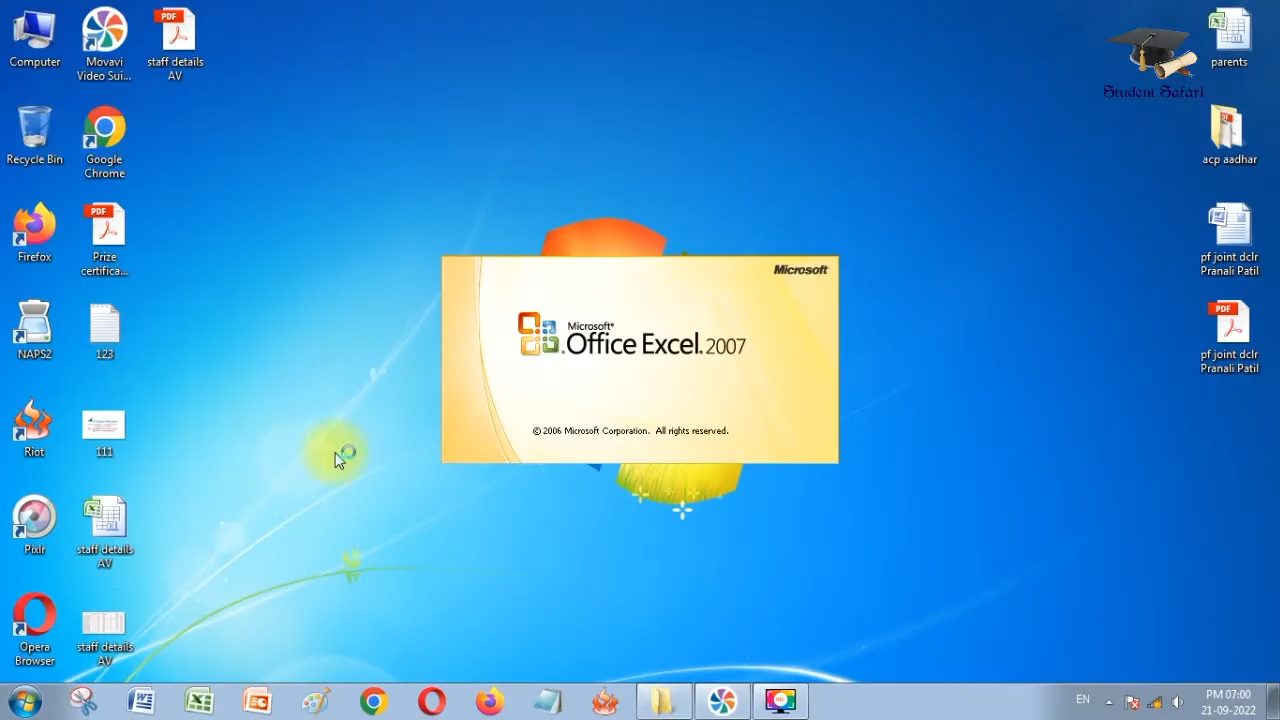 Computer
Movavi
Video Sui...
PDF
staff details
AV
Recycle Bin
Google
Chrome
Firefox
PDF
Prize
certifica...
NAPS2
123
Riot
111
Pixlr
staff details
AV
Opera
Browser
staff details
AV
Microsoft
Microsoft®
Office Excel. 2007
© 2006 Microsoft Corporation. All rights reserved.
Student Safari
parents
acp aadhar
pf joint dclr
Pranali Patil
PDF
pf joint dclr
Pranali Patil
EN
PM 07:00
21-09-2022